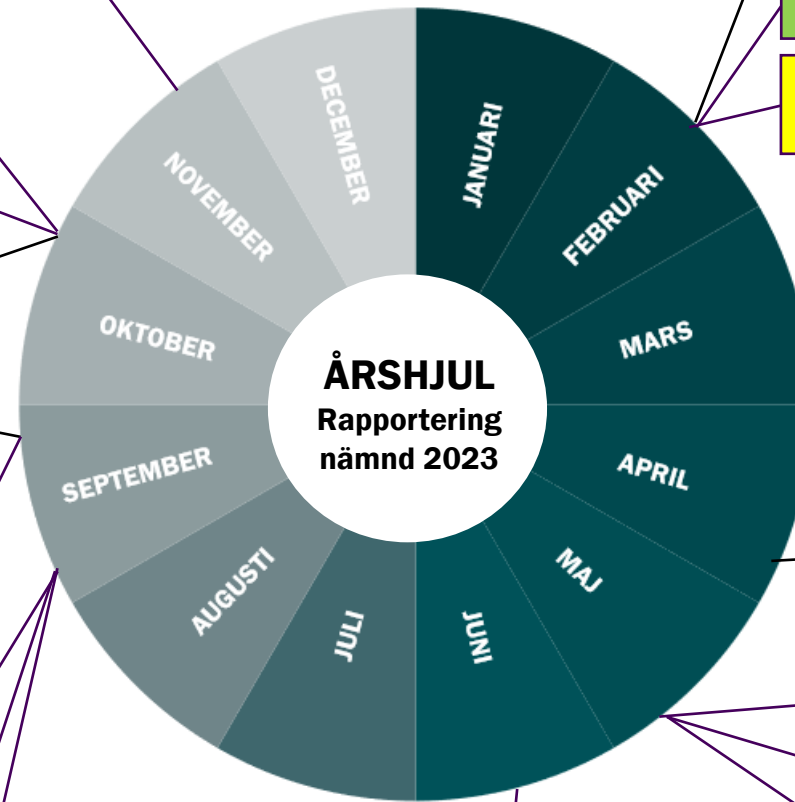 JANUARI
FEBRUARI
MARS
APRIL
MAJ
JUNI
JULI
AUGUSTI
SEPTEMBER
OKTOBER
NOVEMBER
DECEMBER
ÅRSHJUL
Rapportering
nämnd 2023